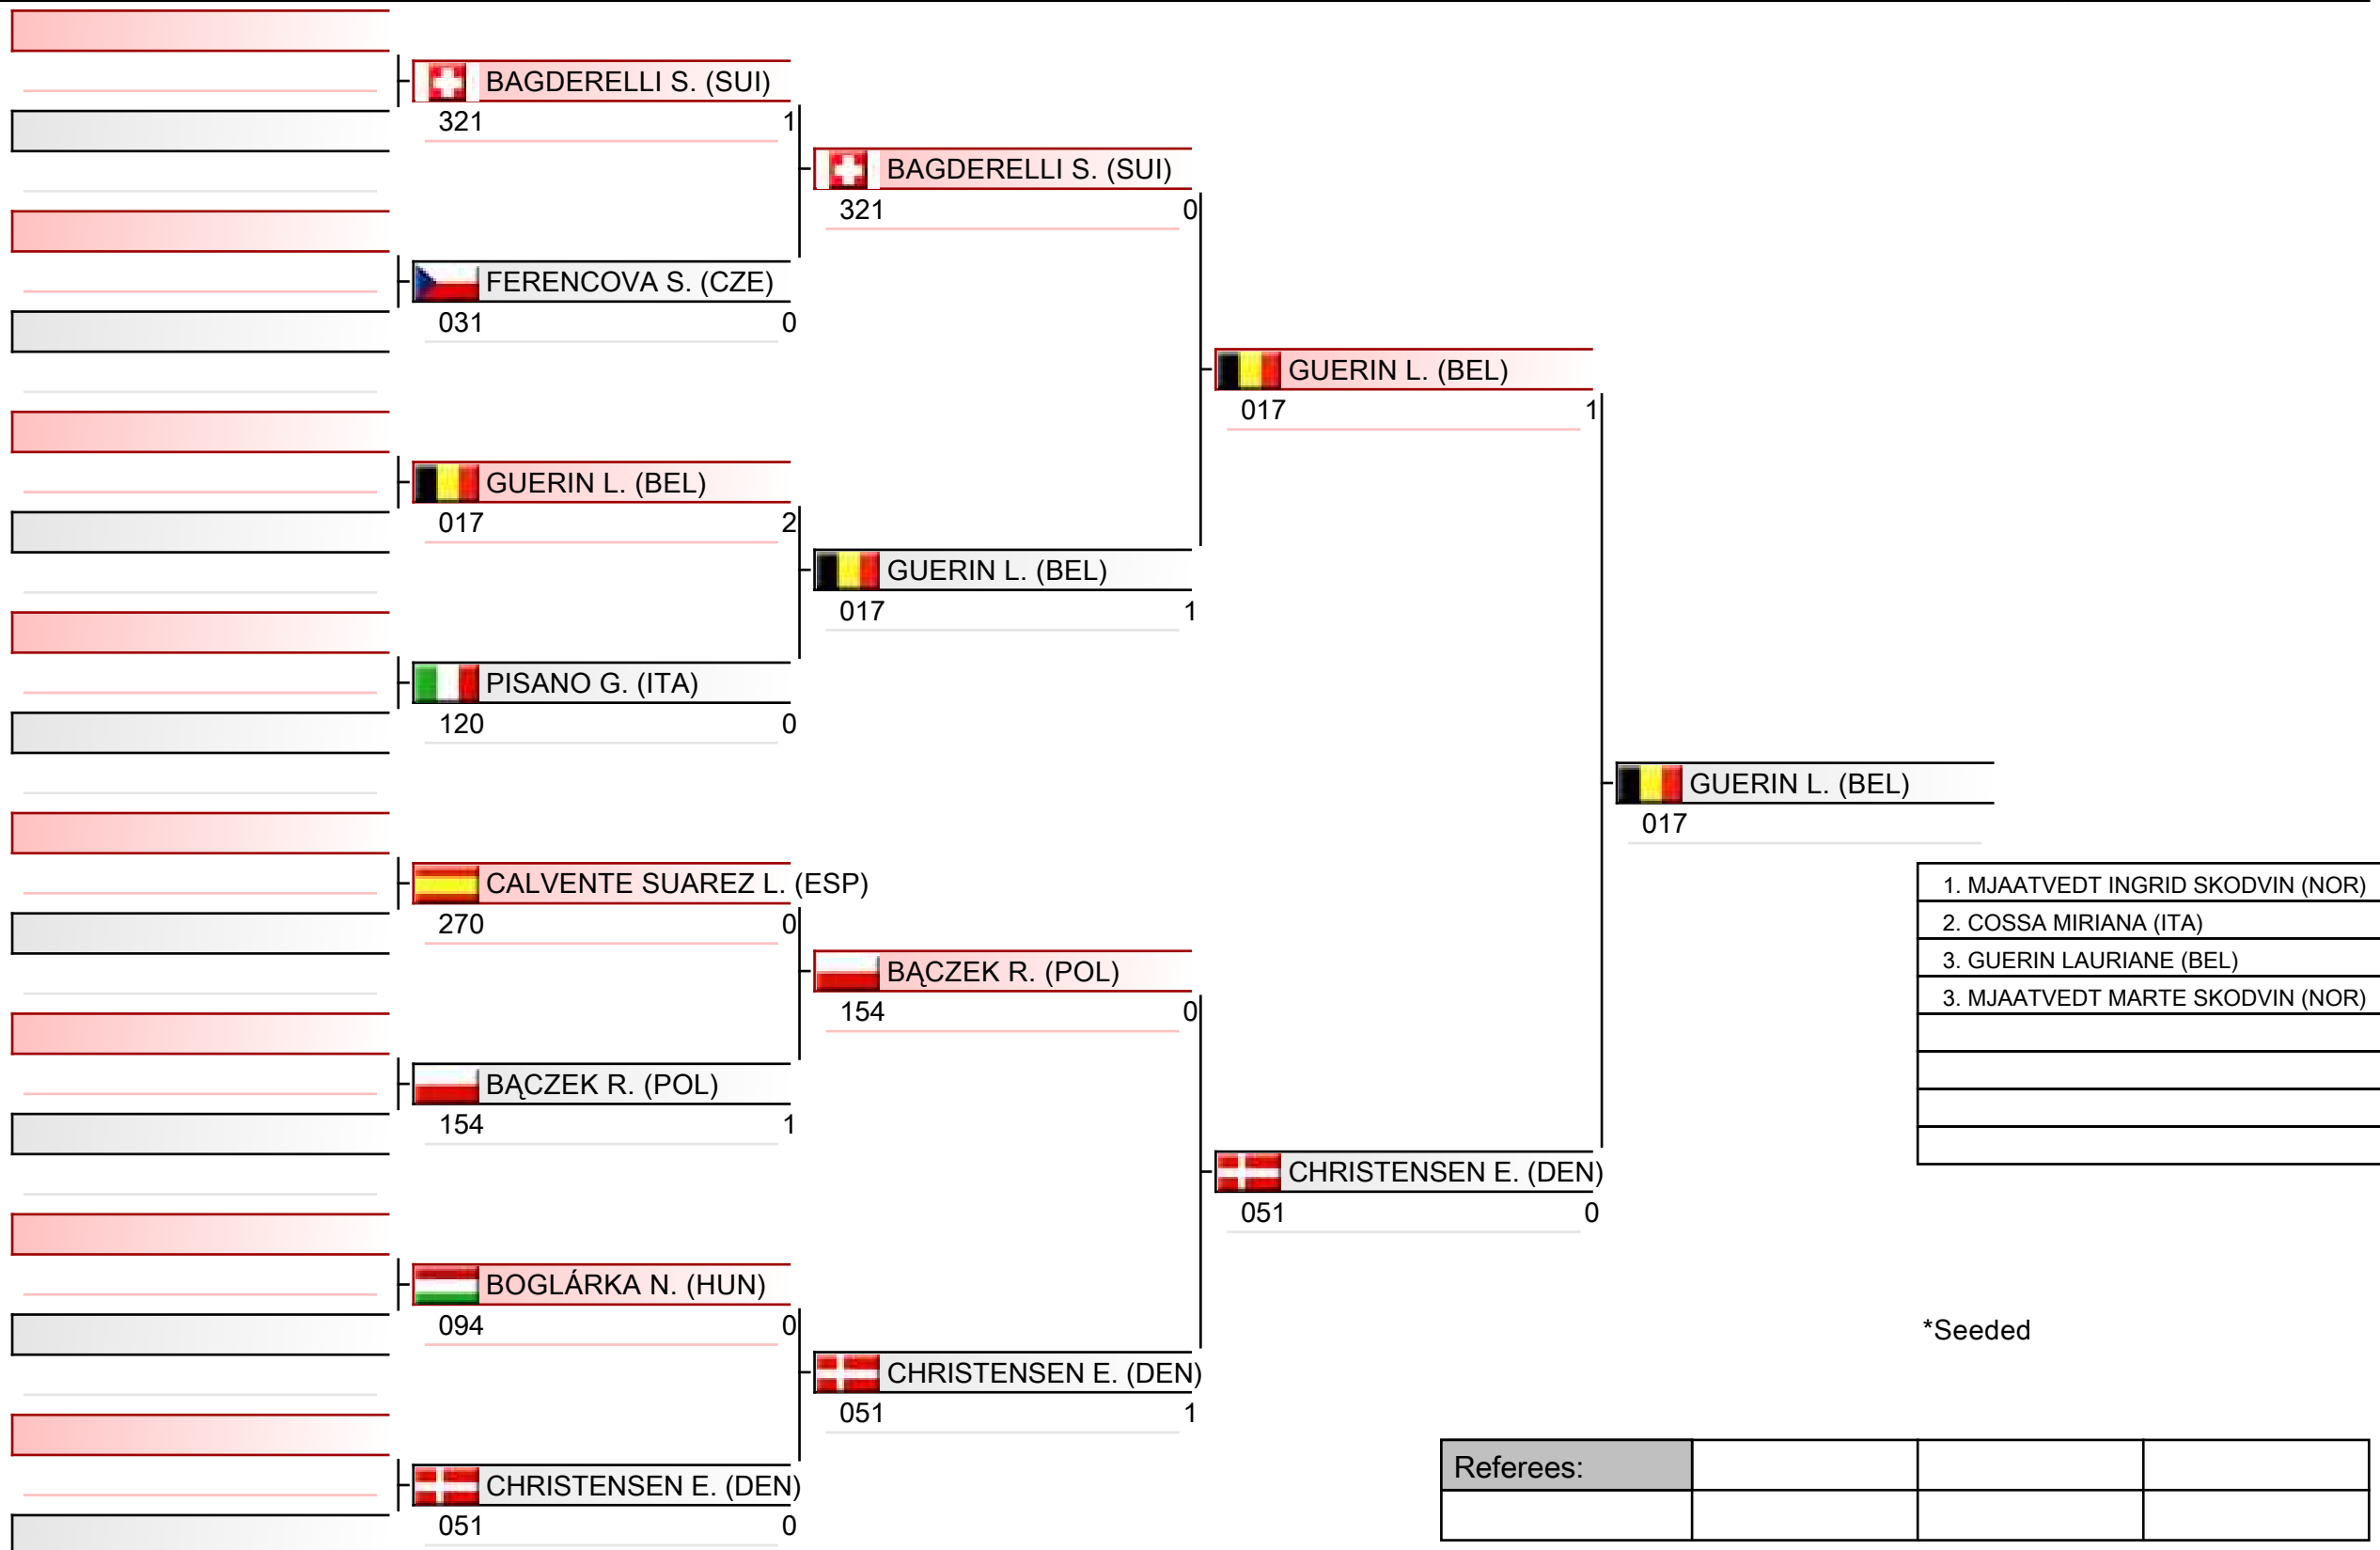 BAGDERELLI S. (SUI)
321 1
FERENCOVA S. (CZE)
031 0
GUERIN L. (BEL)
017 2
PISANO G. (ITA)
120 0
CALVENTE SUAREZ L. (ESP)
270 0
BĄCZEK R. (POL)
154 1
BOGLÁRKA N. (HUN)
094 0
CHRISTENSEN E. (DEN)
051 0
BAGDERELLI S. (SUI)
321 0
GUERIN L. (BEL)
017 1
BĄCZEK R. (POL)
154 0
CHRISTENSEN E. (DEN)
051 1
GUERIN L. (BEL)
017 1
CHRISTENSEN E. (DEN)
051 0
GUERIN L. (BEL)
017
1. MJAATVEDT INGRID SKODVIN (NOR)
2. COSSA MIRIANA (ITA)
3. GUERIN LAURIANE (BEL)
3. MJAATVEDT MARTE SKODVIN (NOR)
*Seeded
Referees: